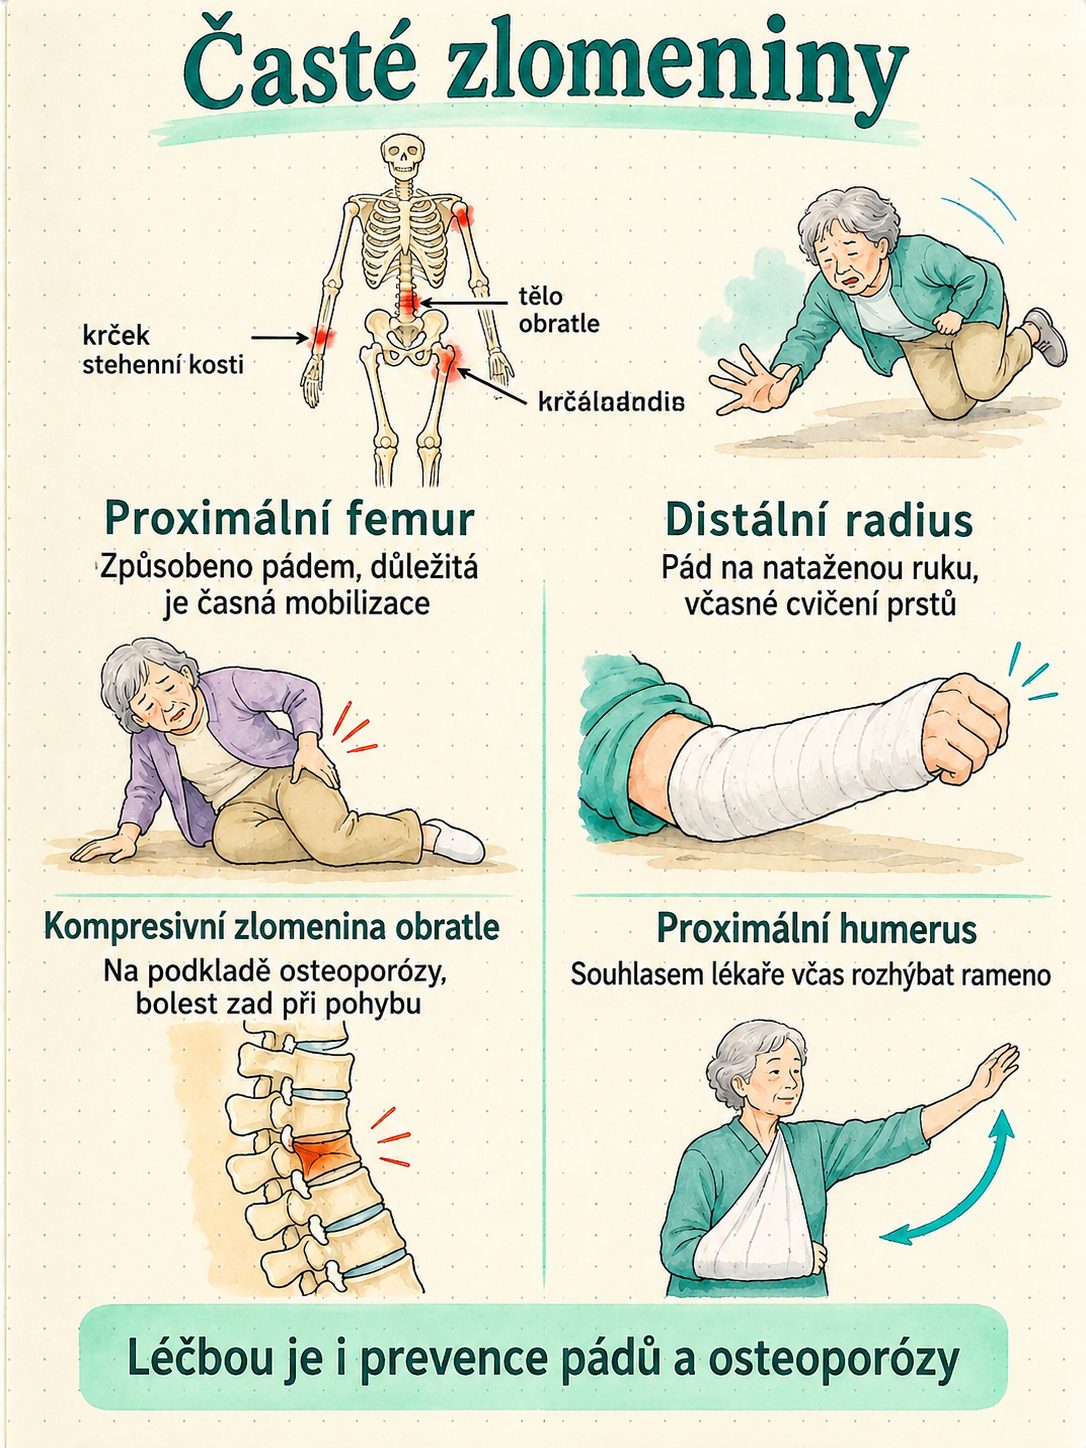 Časté zlomeniny
tělo
obratle
krček
stehenní kosti
Proximální femur
Způsobeno pádem, důležitá
je časná mobilizace
Distální radius
Pád na nataženou ruku,
včasné cvičení prstů
Kompresivní zlomenina obratle
Na podkladě osteoporózy,
bolest zad při pohybu
Proximální humerus
Souhlasem lékaře včas rozhýbat rameno
Léčbou je i prevence pádů a osteoporózy